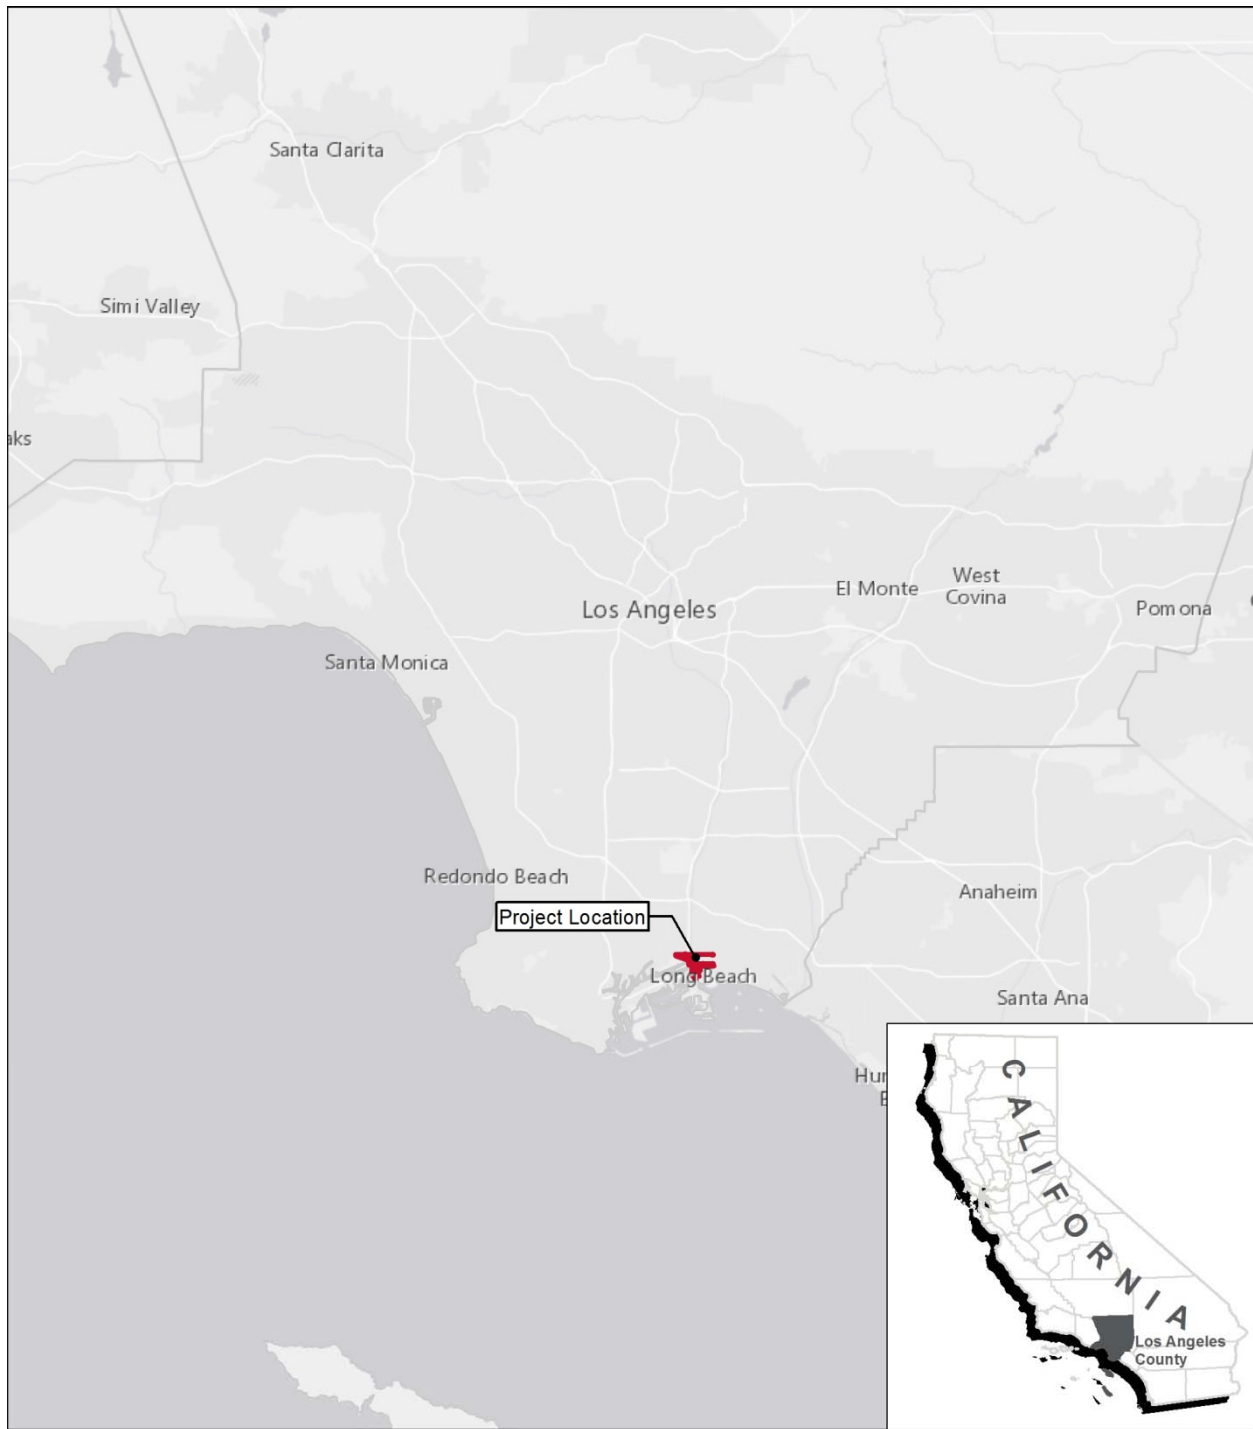 Santa Clarita
Simi Valley
aks
West
Covina
El Monte
Los Angeles
Pomona
Santa Monica
Redondo Beach
Anaheim
Project Location
Long Beach
Santa Ana
Hun
CALIFORNIA
Los Angeles
County